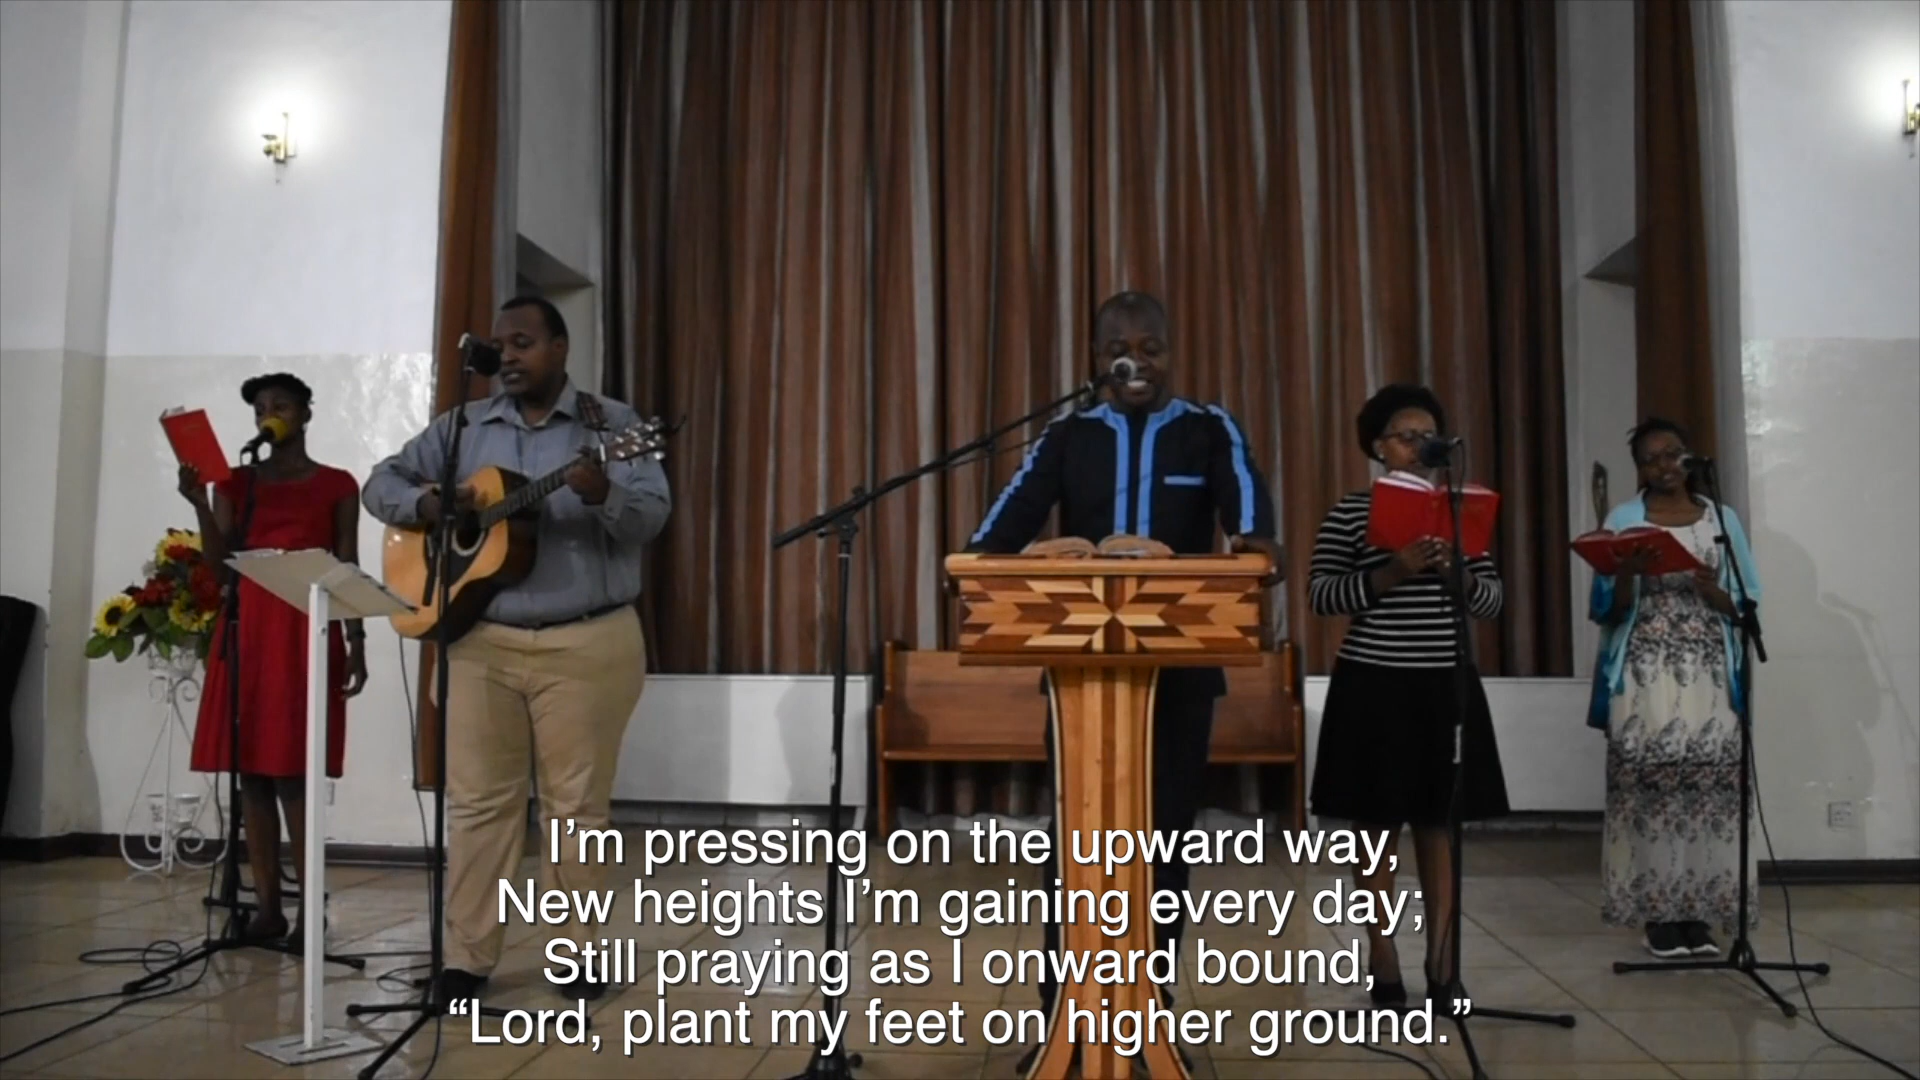 I’m pressing on the upward way,
New heights I’m gaining every day;
Still praying as I onward bound,
“Lord, plant my feet on higher ground.”